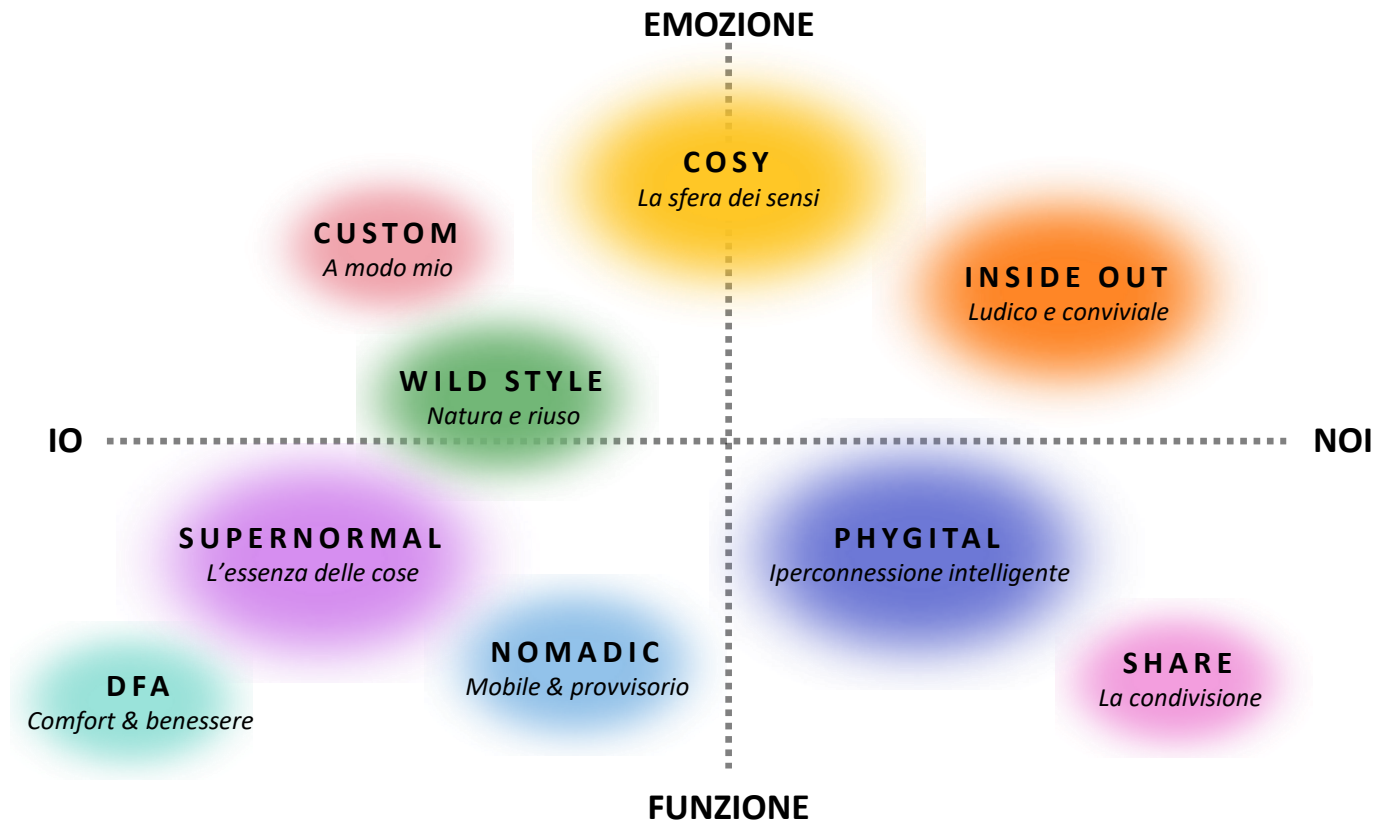 EMOZIONE
COSY
La sfera dei sensi
CUSTOM
A modo mio
INSIDE OUT
Ludico e conviviale
WILD STYLE
Natura e riuso
IO
NOI
SUPERNORMAL
L’essenza delle cose
PHYGITAL
Iperconnessione intelligente
NOMADIC
Mobile & provvisorio
SHARE
La condivisione
DFA
Comfort & benessere
FUNZIONE